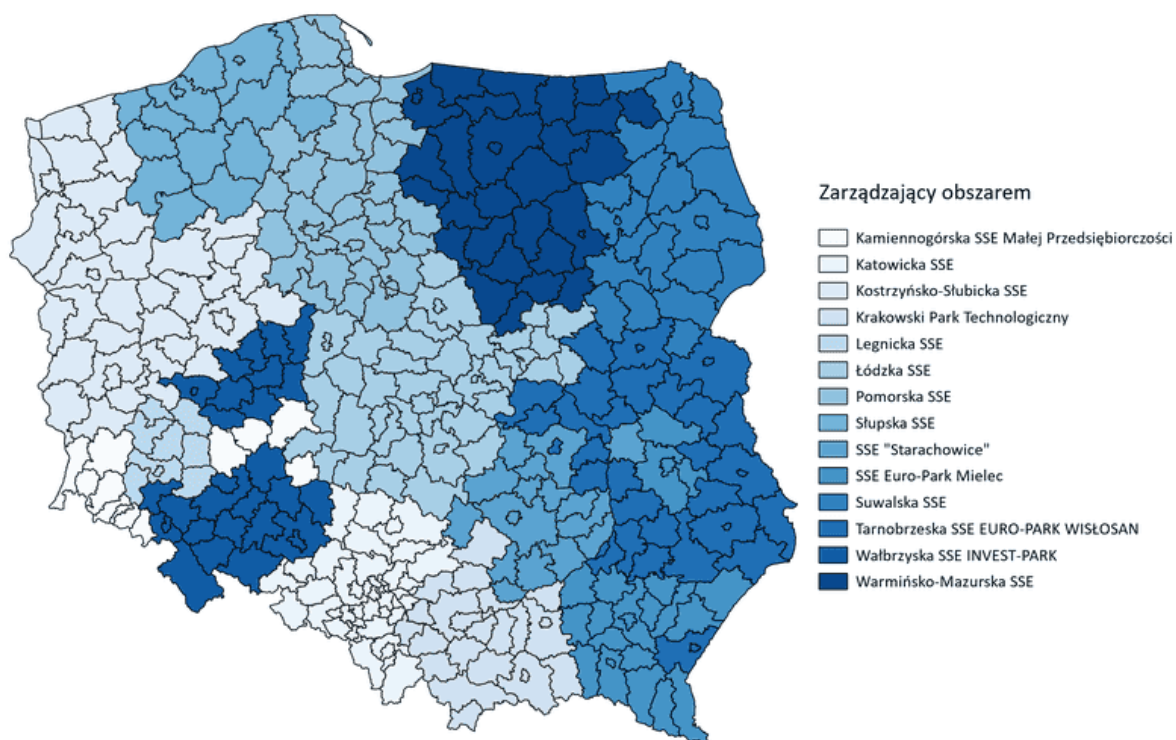 Zarządzający obszarem
Kamiennogórska SSE Małej Przedsiębiorczości
Katowicka SSE
Kostrzyńsko-Słubicka SSE
Krakowski Park Technologiczny
Legnicka SSE
Łódzka SSE
Pomorska SSE
Słupska SSE
SSE "Starachowice"
SSE Euro-Park Mielec
Suwalska SSE
Tarnobrzeska SSE EURO-PARK WISŁOSAN
Wałbrzyska SSE INVEST-PARK
Warmińsko-Mazurska SSE